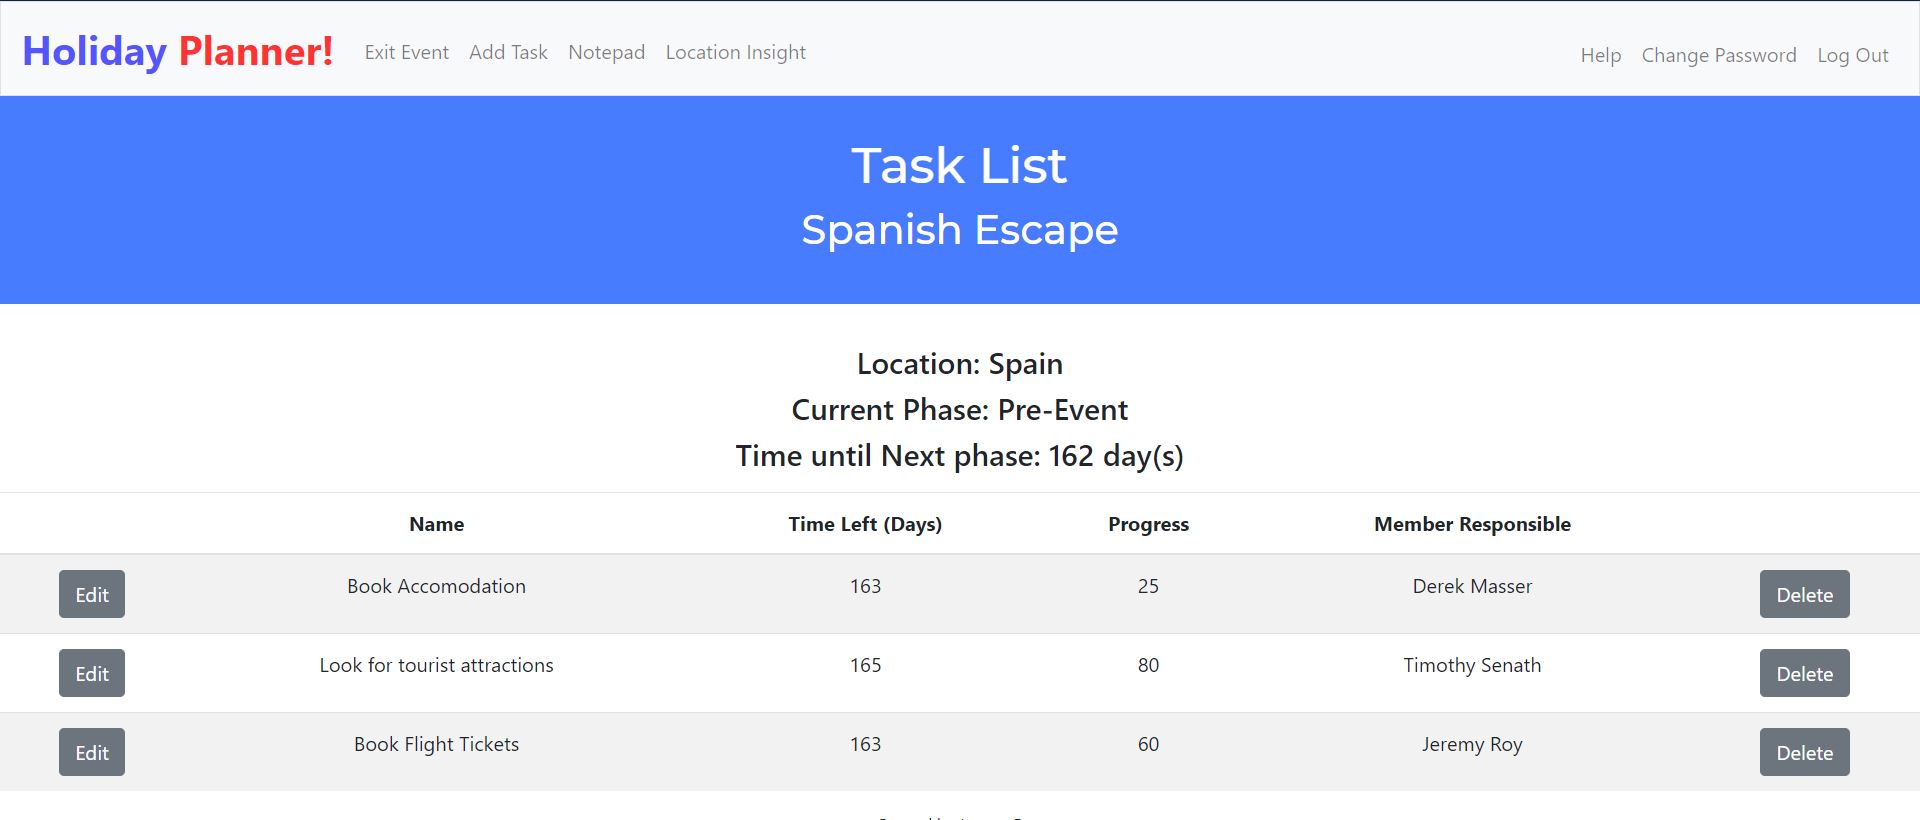 Holiday Planner! Exit Event Add Task Notepad Location Insight Help Change Password Log Out
Task List
Spanish Escape
Location: Spain
Current Phase: Pre-Event
Time until Next phase: 162 day(s)
Name Time Left (Days) Progress Member Responsible
Edit Book Accomodation 163 25 Derek Masser Delete
Edit Look for tourist attractions 165 80 Timothy Senath Delete
Edit Book Flight Tickets 163 60 Jeremy Roy Delete